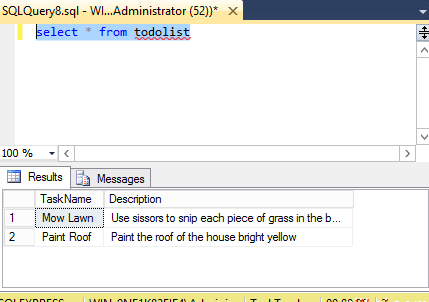 SQLQuery8.sql - WI...Administrator (52))*
select * from todolist
100 %
Results Messages
TaskName Description
1 Mow Lawn Use sissors to snip each piece of grass in the b...
2 Paint Roof Paint the roof of the house bright yellow